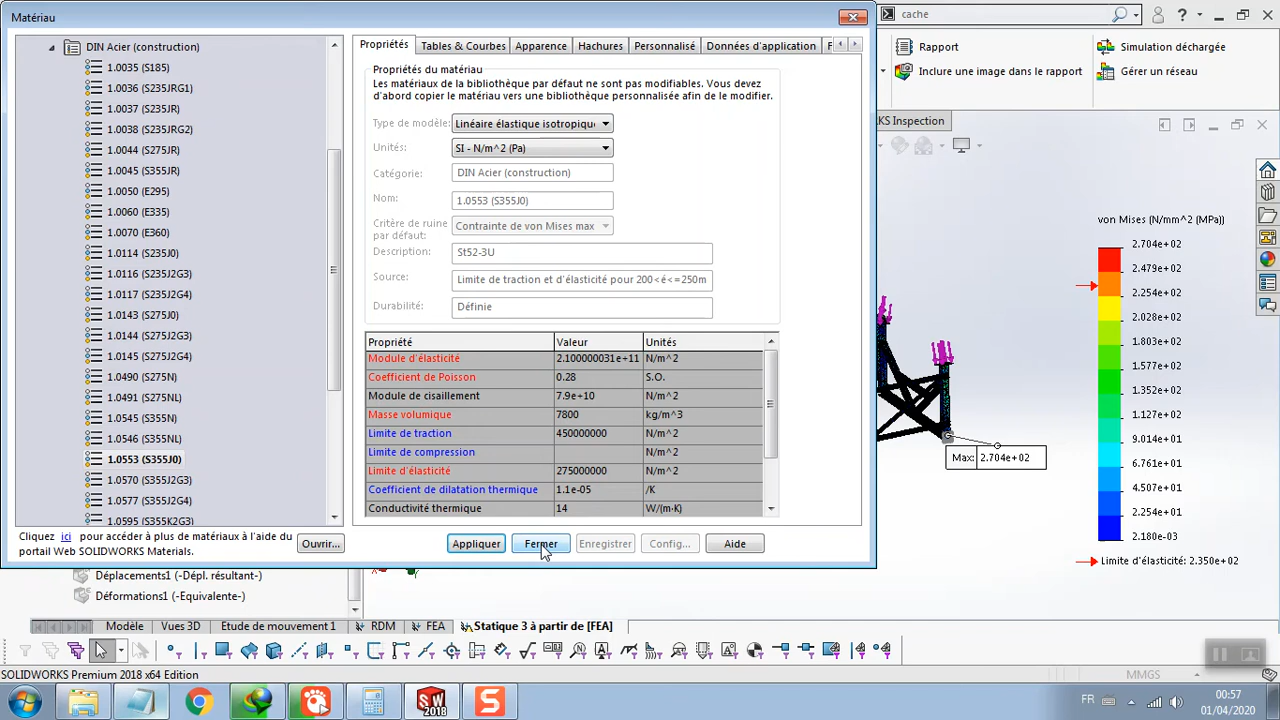 Matériau
cache
DIN Acier (construction)
1.0035 (S185)
1.0036 (S235JRG1)
1.0037 (S235JR)
1.0038 (S235JRG2)
1.0044 (S275JR)
1.0045 (S355JR)
1.0050 (E295)
1.0060 (E335)
1.0070 (E360)
1.0114 (S235J0)
1.0116 (S235J2G3)
1.0117 (S235J2G4)
1.0143 (S275J0)
1.0144 (S275J2G3)
1.0145 (S275J2G4)
1.0490 (S275N)
1.0491 (S275NL)
1.0545 (S355N)
1.0546 (S355NL)
1.0553 (S355J0)
1.0570 (S355J2G3)
1.0577 (S355J2G4)
1.0595 (S355K2G3)
Cliquez ici pour accéder à plus de matériaux à l'aide du
portail Web SOLIDWORKS Materials.
Ouvrir...
Propriétés
Tables & Courbes
Apparence
Hachures
Personnalisé
Données d'application
F
Propriétés du matériau
Les matériaux de la bibliothèque par défaut ne sont pas modifiables. Vous devez
d'abord copier le matériau vers une bibliothèque personnalisée afin de le modifier.
Type de modèle: Linéaire élastique isotropique
Unités: SI - N/m^2 (Pa)
Catégorie: DIN Acier (construction)
Nom: 1.0553 (S355J0)
Critère de ruine
par défaut: Contrainte de von Mises max
Description: St52-3U
Source: Limite de traction et d'élasticité pour 200<é<=250m
Durabilité: Définie
Propriété Valeur Unités
Module d'élasticité 2.100000031e+11 N/m^2
Coefficient de Poisson 0.28 S.O.
Module de cisaillement 7.9e+10 N/m^2
Masse volumique 7800 kg/m^3
Limite de traction 450000000 N/m^2
Limite de compression N/m^2
Limite d'élasticité 275000000 N/m^2
Coefficient de dilatation thermique 1.1e-05 /K
Conductivité thermique 14 W/(m·K)
Appliquer
Fermer
Enregistrer
Config...
Aide
Rapport
Simulation déchargée
Inclure une image dans le rapport
Gérer un réseau
KS Inspection
von Mises (N/mm^2 (MPa))
2.704e+02
2.479e+02
2.254e+02
2.028e+02
1.803e+02
1.577e+02
1.352e+02
1.127e+02
9.014e+01
6.761e+01
4.507e+01
2.254e+01
2.180e-03
Limite d'élasticité: 2.350e+02
Max: 2.704e+02
Déplacements1 (-Dépl. résultant-)
Déformations1 (-Equivalente-)
Modèle
Vues 3D
Etude de mouvement 1
RDM
FEA
Statique 3 à partir de [FEA]
SOLIDWORKS Premium 2018 x64 Edition
MMGS
SW
2018
FR
00:57
01/04/2020